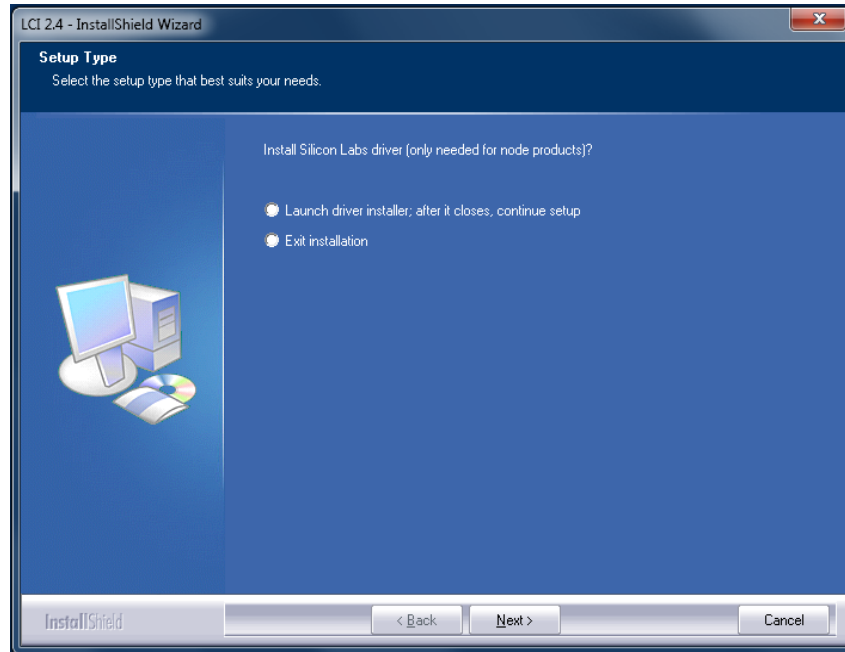 LCI 2.4 - InstallShield Wizard
Setup Type
Select the setup type that best suits your needs.
Install Silicon Labs driver (only needed for node products)?
Launch driver installer; after it closes, continue setup
Exit installation
InstallShield
< Back
Next >
Cancel